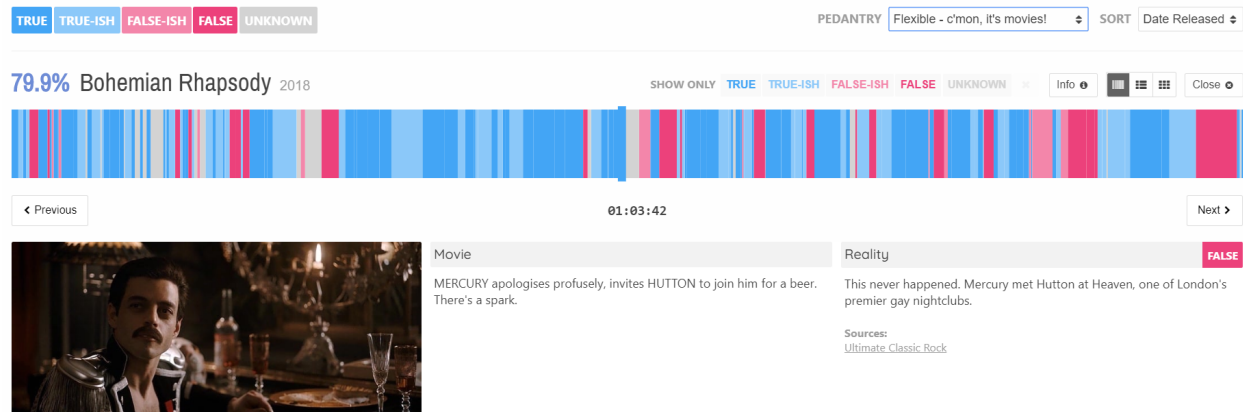 TRUE TRUE-ISH FALSE-ISH FALSE UNKNOWN PEDANTRY Flexible - c'mon, it's movies! SORT Date Released
79.9% Bohemian Rhapsody 2018 SHOW ONLY TRUE TRUE-ISH FALSE-ISH FALSE UNKNOWN Info Close
Previous 01:03:42 Next
Movie
MERCURY apologises profusely, invites HUTTON to join him for a beer.
There's a spark.
Reality FALSE
This never happened. Mercury met Hutton at Heaven, one of London's
premier gay nightclubs.
Sources:
Ultimate Classic Rock